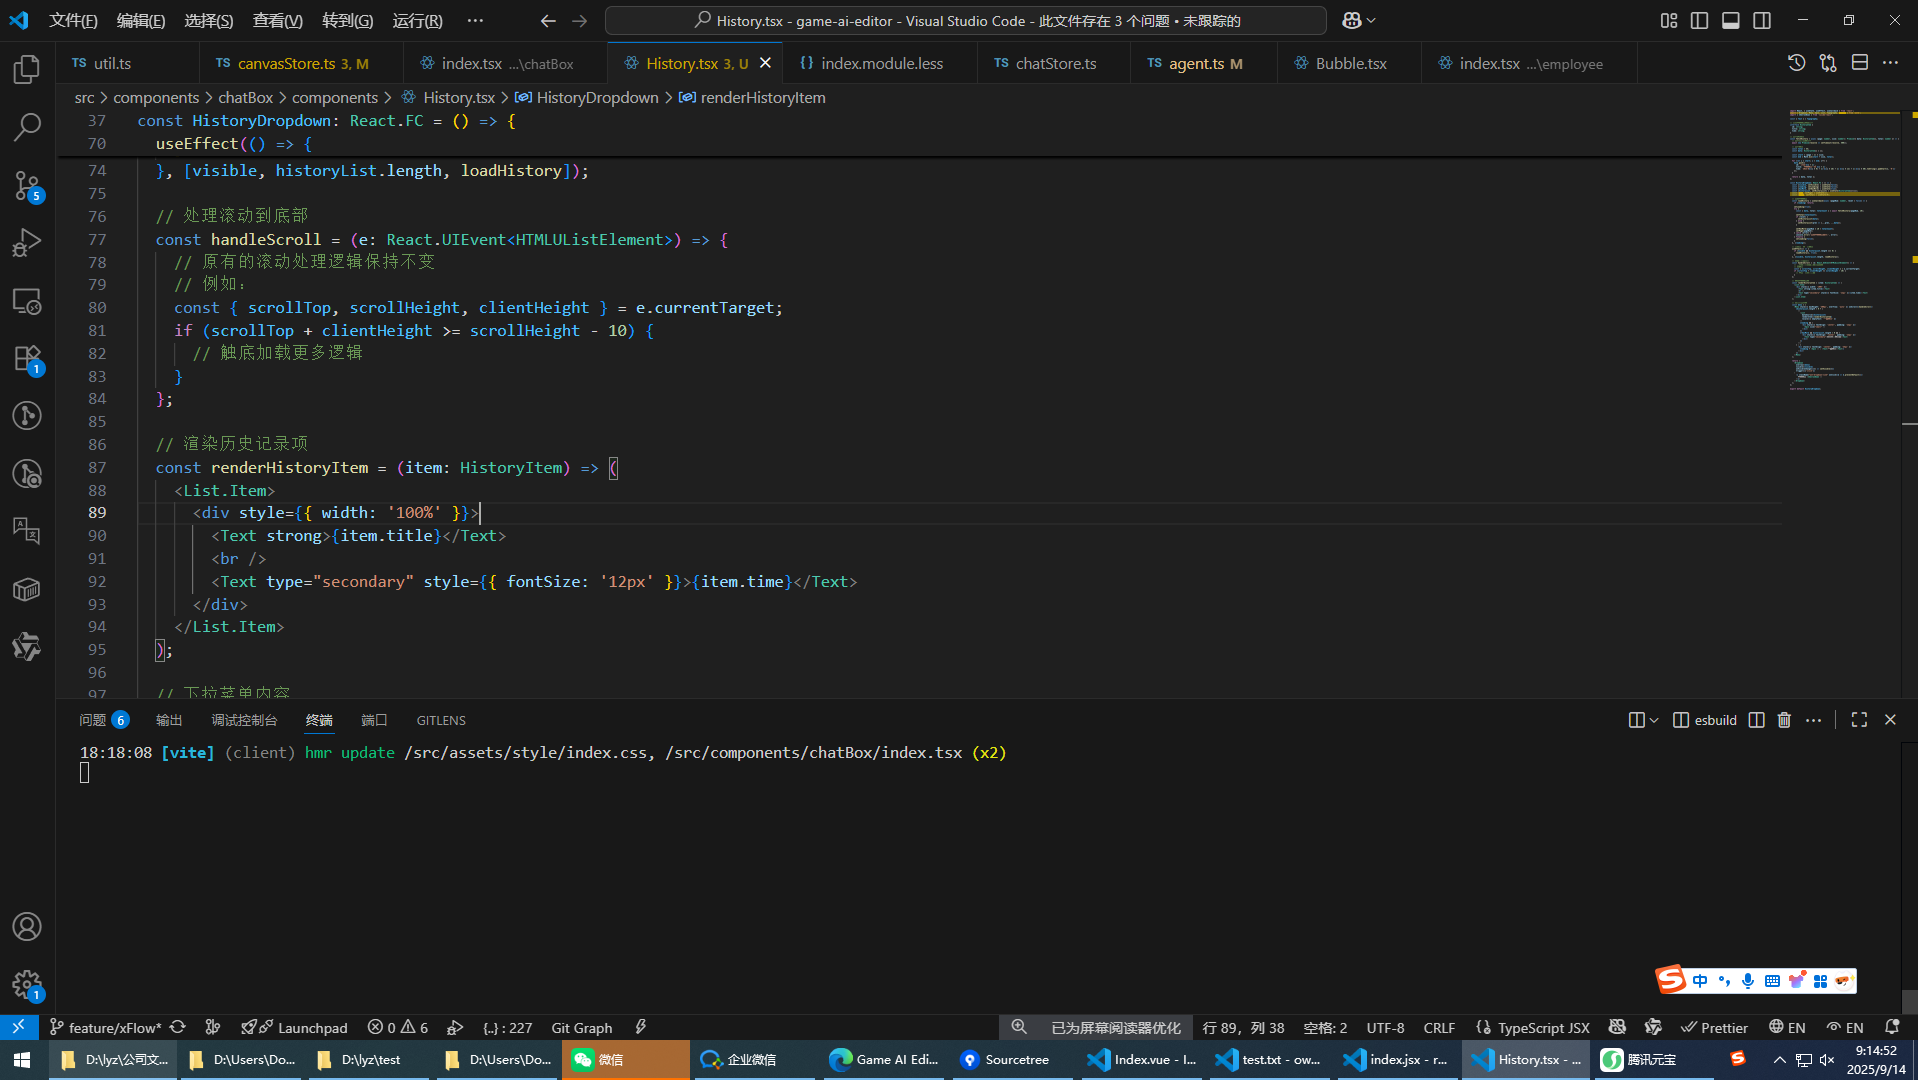 文件(F) 编辑(E) 选择(S) 查看(V) 转到(G) 运行(R) ··· History.tsx - game-ai-editor - Visual Studio Code - 此文件存在 3 个问题 • 未跟踪的
TS util.ts TS canvasStore.ts 3, M index.tsx ...\chatBox History.tsx 3, U {} index.module.less TS chatStore.ts TS agent.ts M Bubble.tsx index.tsx ...\employee
src > components > chatBox > components > History.tsx > HistoryDropdown > renderHistoryItem
37 const HistoryDropdown: React.FC = () => {
70 useEffect(() => {
74 }, [visible, historyList.length, loadHistory]);
75
76 // 处理滚动到底部
77 const handleScroll = (e: React.UIEvent<HTMLUListElement>) => {
78 // 原有的滚动处理逻辑保持不变
79 // 例如：
80 const { scrollTop, scrollHeight, clientHeight } = e.currentTarget;
81 if (scrollTop + clientHeight >= scrollHeight - 10) {
82 // 触底加载更多逻辑
83 }
84 };
85
86 // 渲染历史记录项
87 const renderHistoryItem = (item: HistoryItem) => (
88 <List.Item>
89 <div style={{ width: '100%' }}>
90 <Text strong>{item.title}</Text>
91 <br />
92 <Text type="secondary" style={{ fontSize: '12px' }}>{item.time}</Text>
93 </div>
94 </List.Item>
95 );
96
97 // 下拉菜单内容
5
1
1
问题 6 输出 调试控制台 终端 端口 GITLENS esbuild
18:18:08 [vite] (client) hmr update /src/assets/style/index.css, /src/components/chatBox/index.tsx (x2)
中
feature/xFlow* Launchpad 0 6 {..} : 227 Git Graph 已为屏幕阅读器优化 行 89，列 38 空格: 2 UTF-8 CRLF TypeScript JSX Prettier EN EN
D:\lyz\公司文... D:\Users\Do... D:\lyz\test D:\Users\Do... 微信 企业微信 Game AI Edi... Sourcetree Index.vue - l... test.txt - ow... index.jsx - r... History.tsx - ... 腾讯元宝 9:14:52
2025/9/14